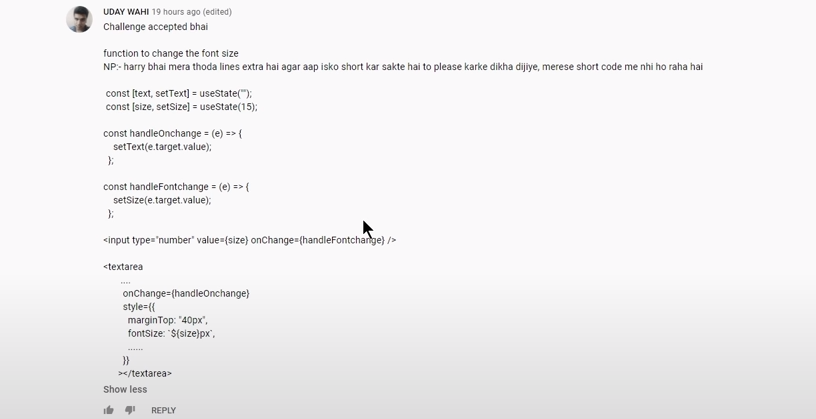 UDAY WAHI 19 hours ago (edited)
Challenge accepted bhai
function to change the font size
NP:- harry bhai mera thoda lines extra hai agar aap isko short kar sakte hai to please karke dikha dijiye, merese short code me nhi ho raha hai
const [text, setText] = useState("");
const [size, setSize] = useState(15);
const handleOnchange = (e) => {
setText(e.target.value);
};
const handleFontchange = (e) => {
setSize(e.target.value);
};
<input type="number" value={size} onChange={handleFontchange} />
<textarea
....
onChange={handleOnchange}
style={{
marginTop: "40px",
fontSize: `${size}px`,
......
}}
></textarea>
Show less
REPLY